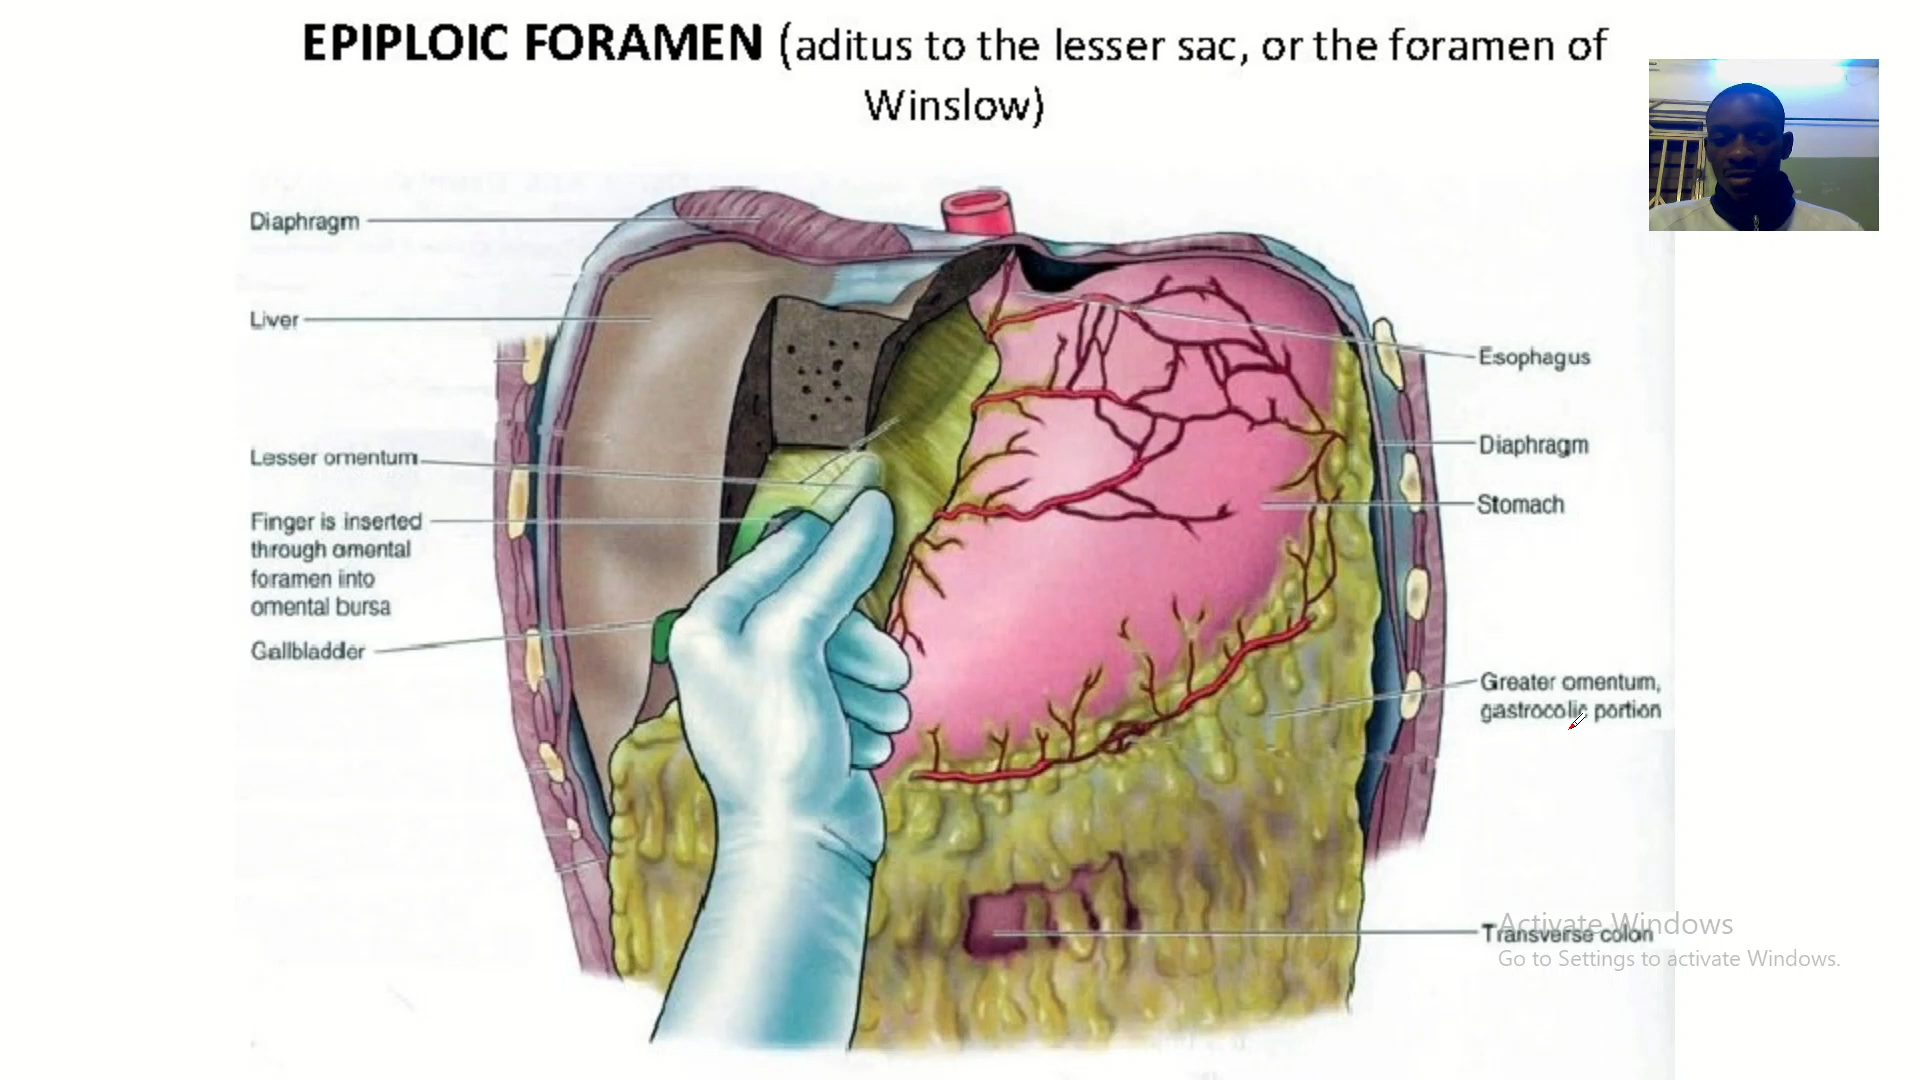 EPIPLOIC FORAMEN (aditus to the lesser sac, or the foramen of
Winslow)
Diaphragm
Liver
Lesser omentum
Finger is inserted
through omental
foramen into
omental bursa
Gallbladder
Esophagus
Diaphragm
Stomach
Greater omentum,
gastrocolic portion
Transverse colon
Activate Windows
Go to Settings to activate Windows.